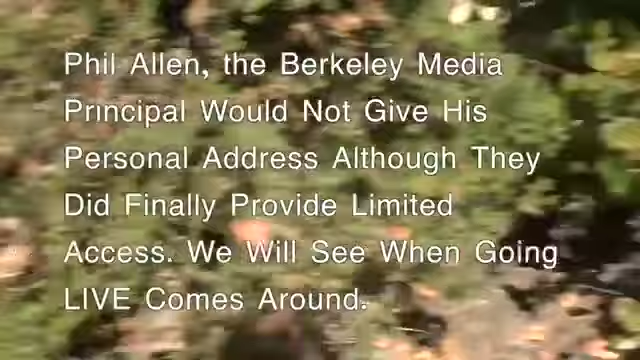 Phil Allen, the Berkeley Media
Principal Would Not Give His
Personal Address Although They
Did Finally Provide Limited
Access. We Will See When Going
LIVE Comes Around.